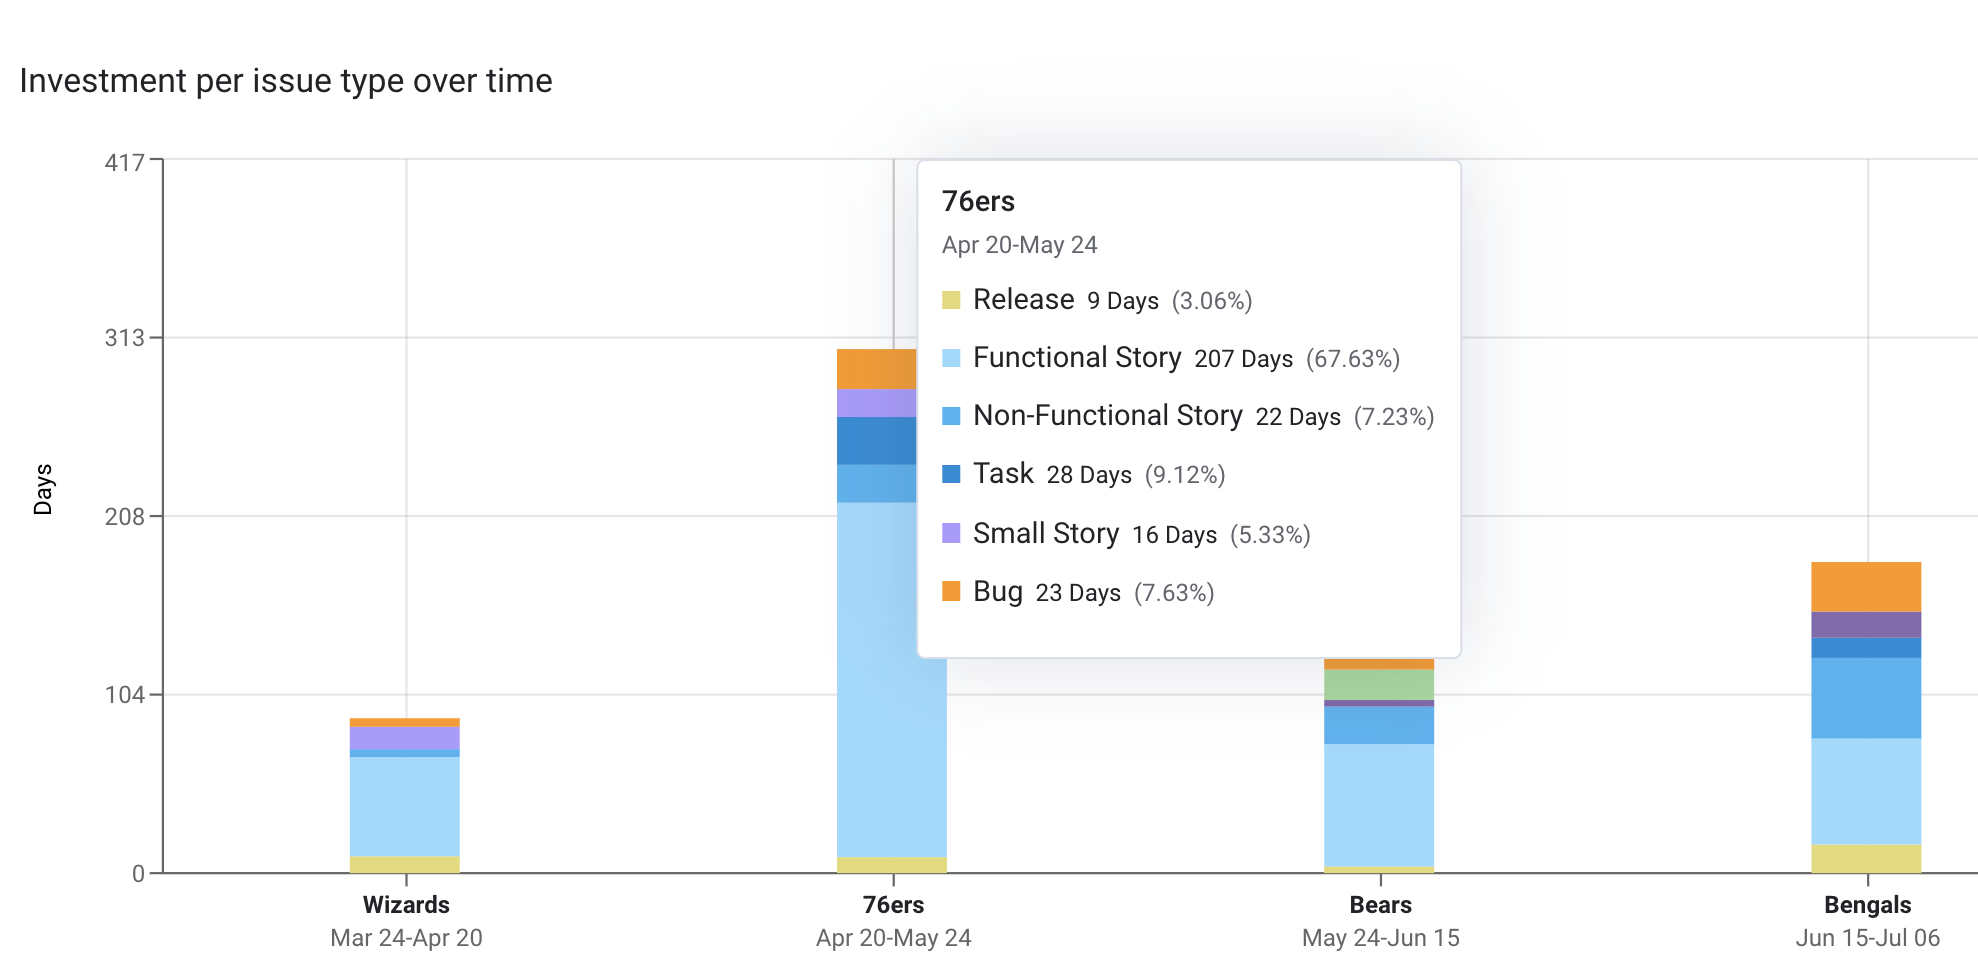 Investment per issue type over time
417
313
208
104
0
Days
76ers
Apr 20-May 24
Release 9 Days (3.06%)
Functional Story 207 Days (67.63%)
Non-Functional Story 22 Days (7.23%)
Task 28 Days (9.12%)
Small Story 16 Days (5.33%)
Bug 23 Days (7.63%)
Wizards
Mar 24-Apr 20
76ers
Apr 20-May 24
Bears
May 24-Jun 15
Bengals
Jun 15-Jul 06